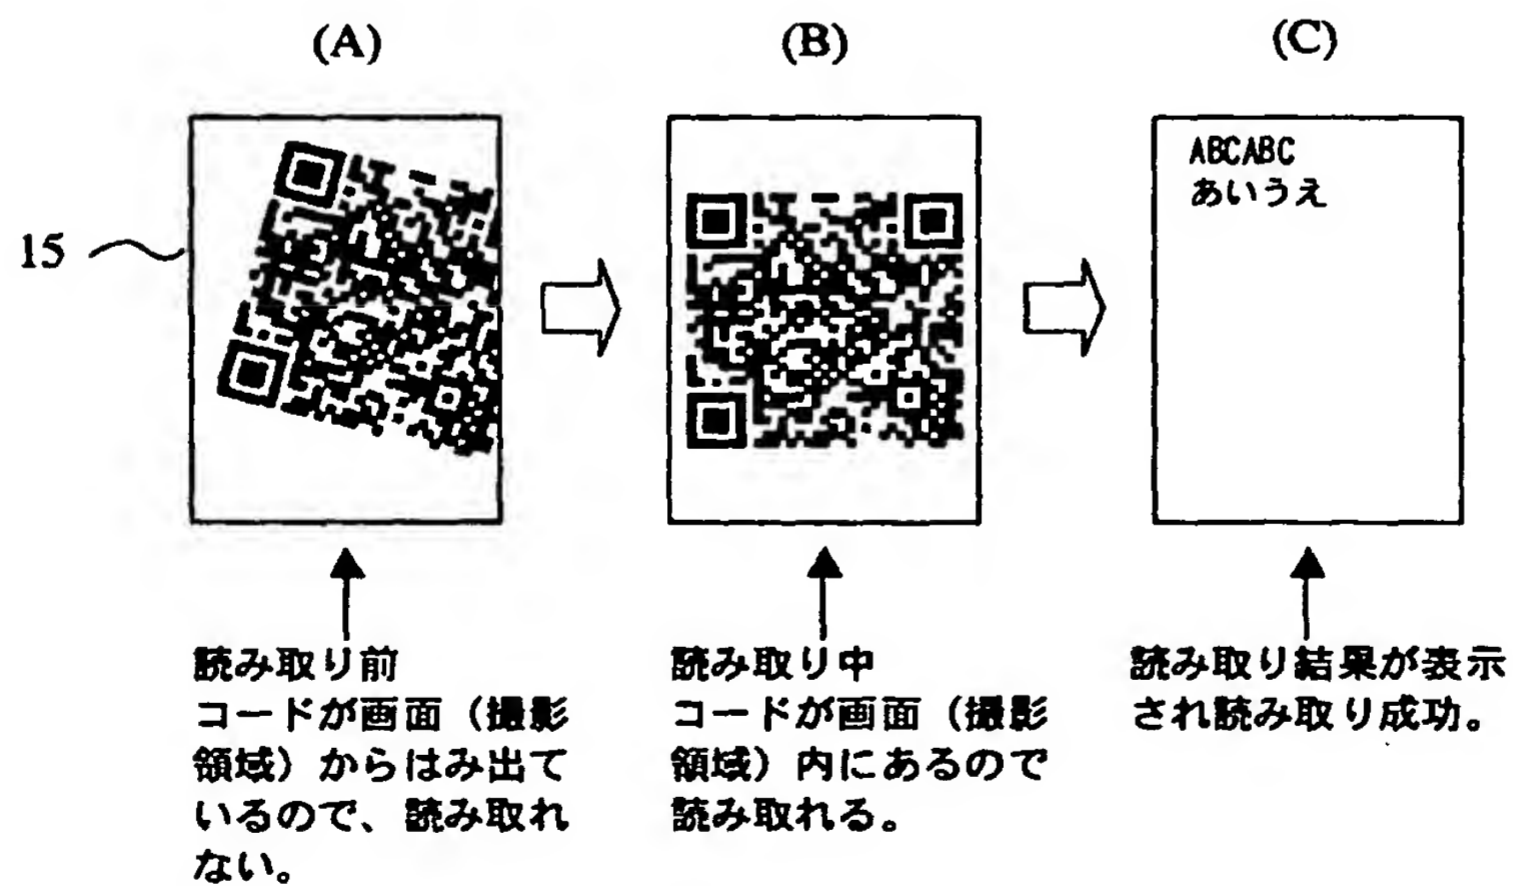 (A)
(B)
(C)
15
ABCABC
あいうえ
読み取り前
コードが画面（撮影
領域）からはみ出て
いるので、読み取れ
ない。
読み取り中
コードが画面（撮影
領域）内にあるので
読み取れる。
読み取り結果が表示
され読み取り成功。